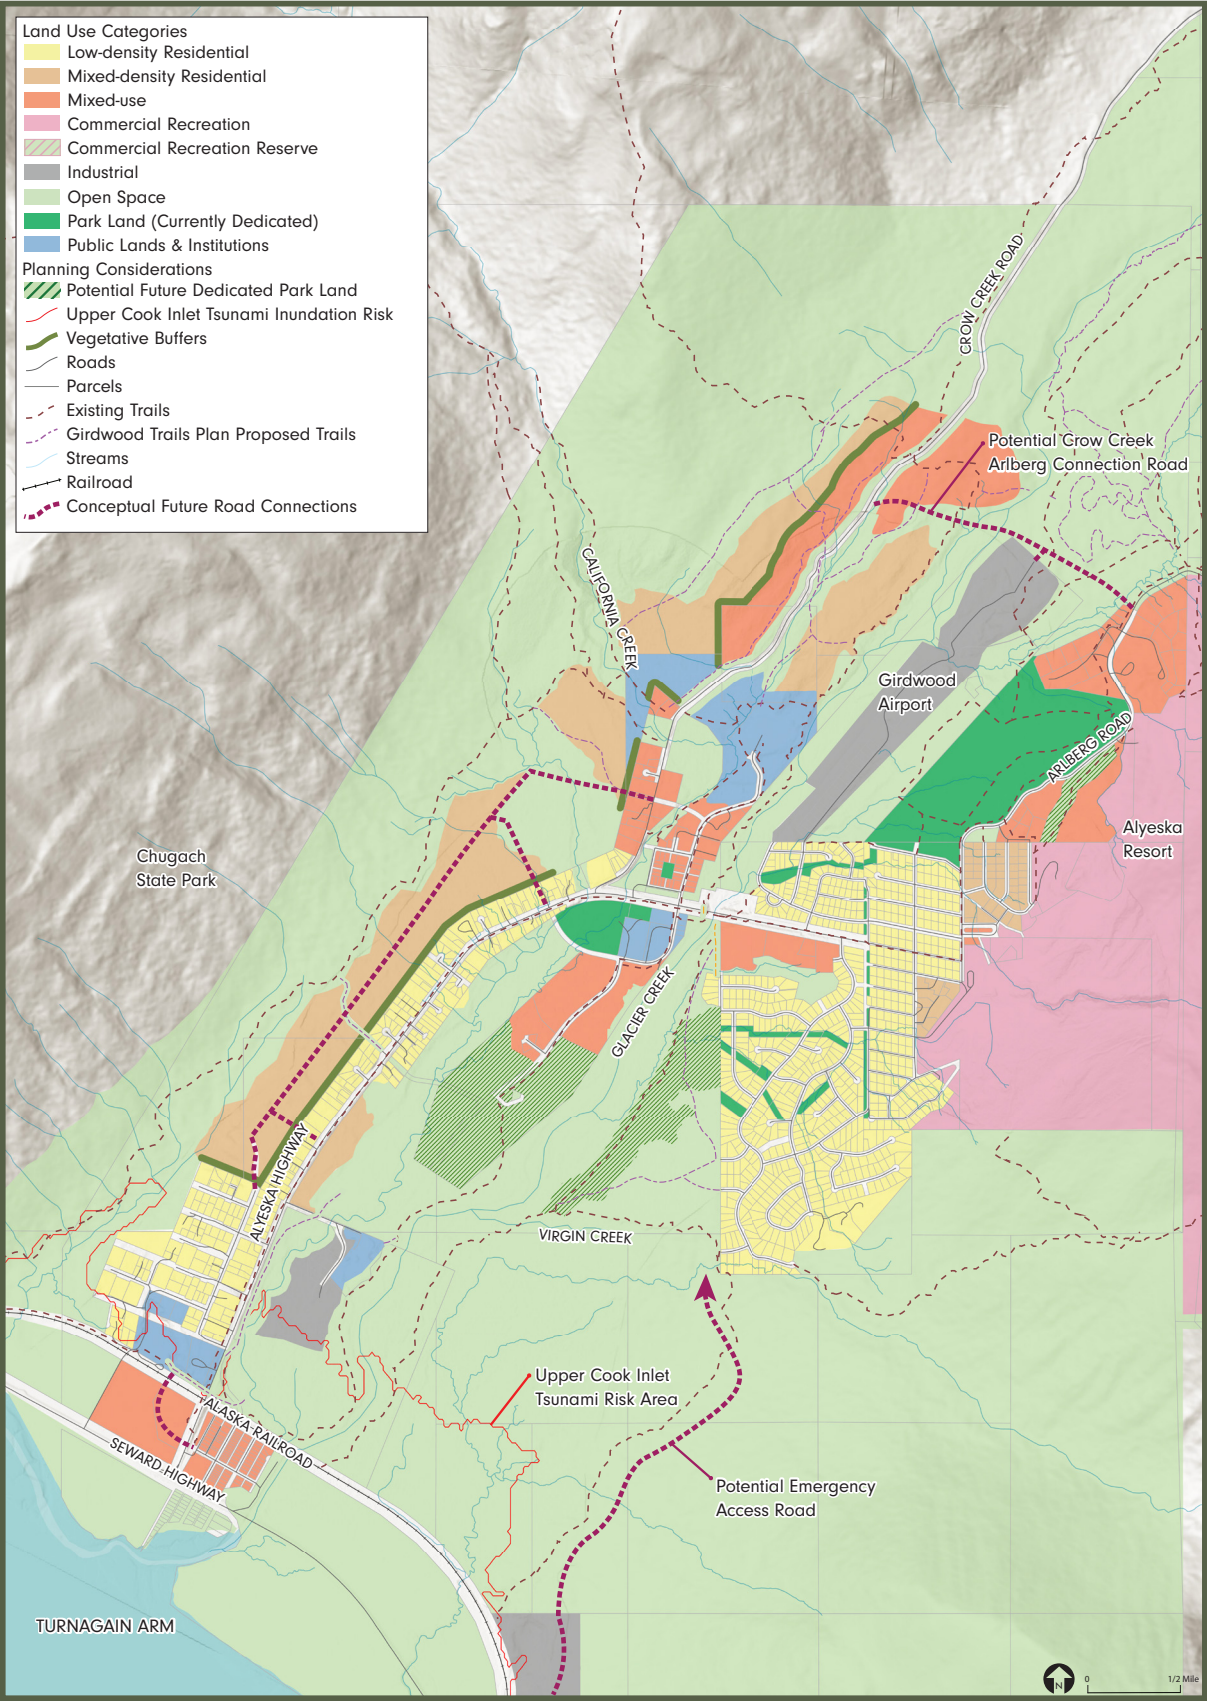 Land Use Categories
Low-density Residential
Mixed-density Residential
Mixed-use
Commercial Recreation
Commercial Recreation Reserve
Industrial
Open Space
Park Land (Currently Dedicated)
Public Lands & Institutions
Planning Considerations
Potential Future Dedicated Park Land
Upper Cook Inlet Tsunami Inundation Risk
Vegetative Buffers
Roads
Parcels
Existing Trails
Girdwood Trails Plan Proposed Trails
Streams
Railroad
Conceptual Future Road Connections
CROW CREEK ROAD
Potential Crow Creek
Arlberg Connection Road
CALIFORNIA CREEK
Girdwood
Airport
ARLBERG ROAD
Alyeska
Resort
Chugach
State Park
GLACIER CREEK
ALYESKA HIGHWAY
VIRGIN CREEK
Upper Cook Inlet
Tsunami Risk Area
ALASKA RAILROAD
SEWARD HIGHWAY
Potential Emergency
Access Road
TURNAGAIN ARM
N
0 1/2 Mile